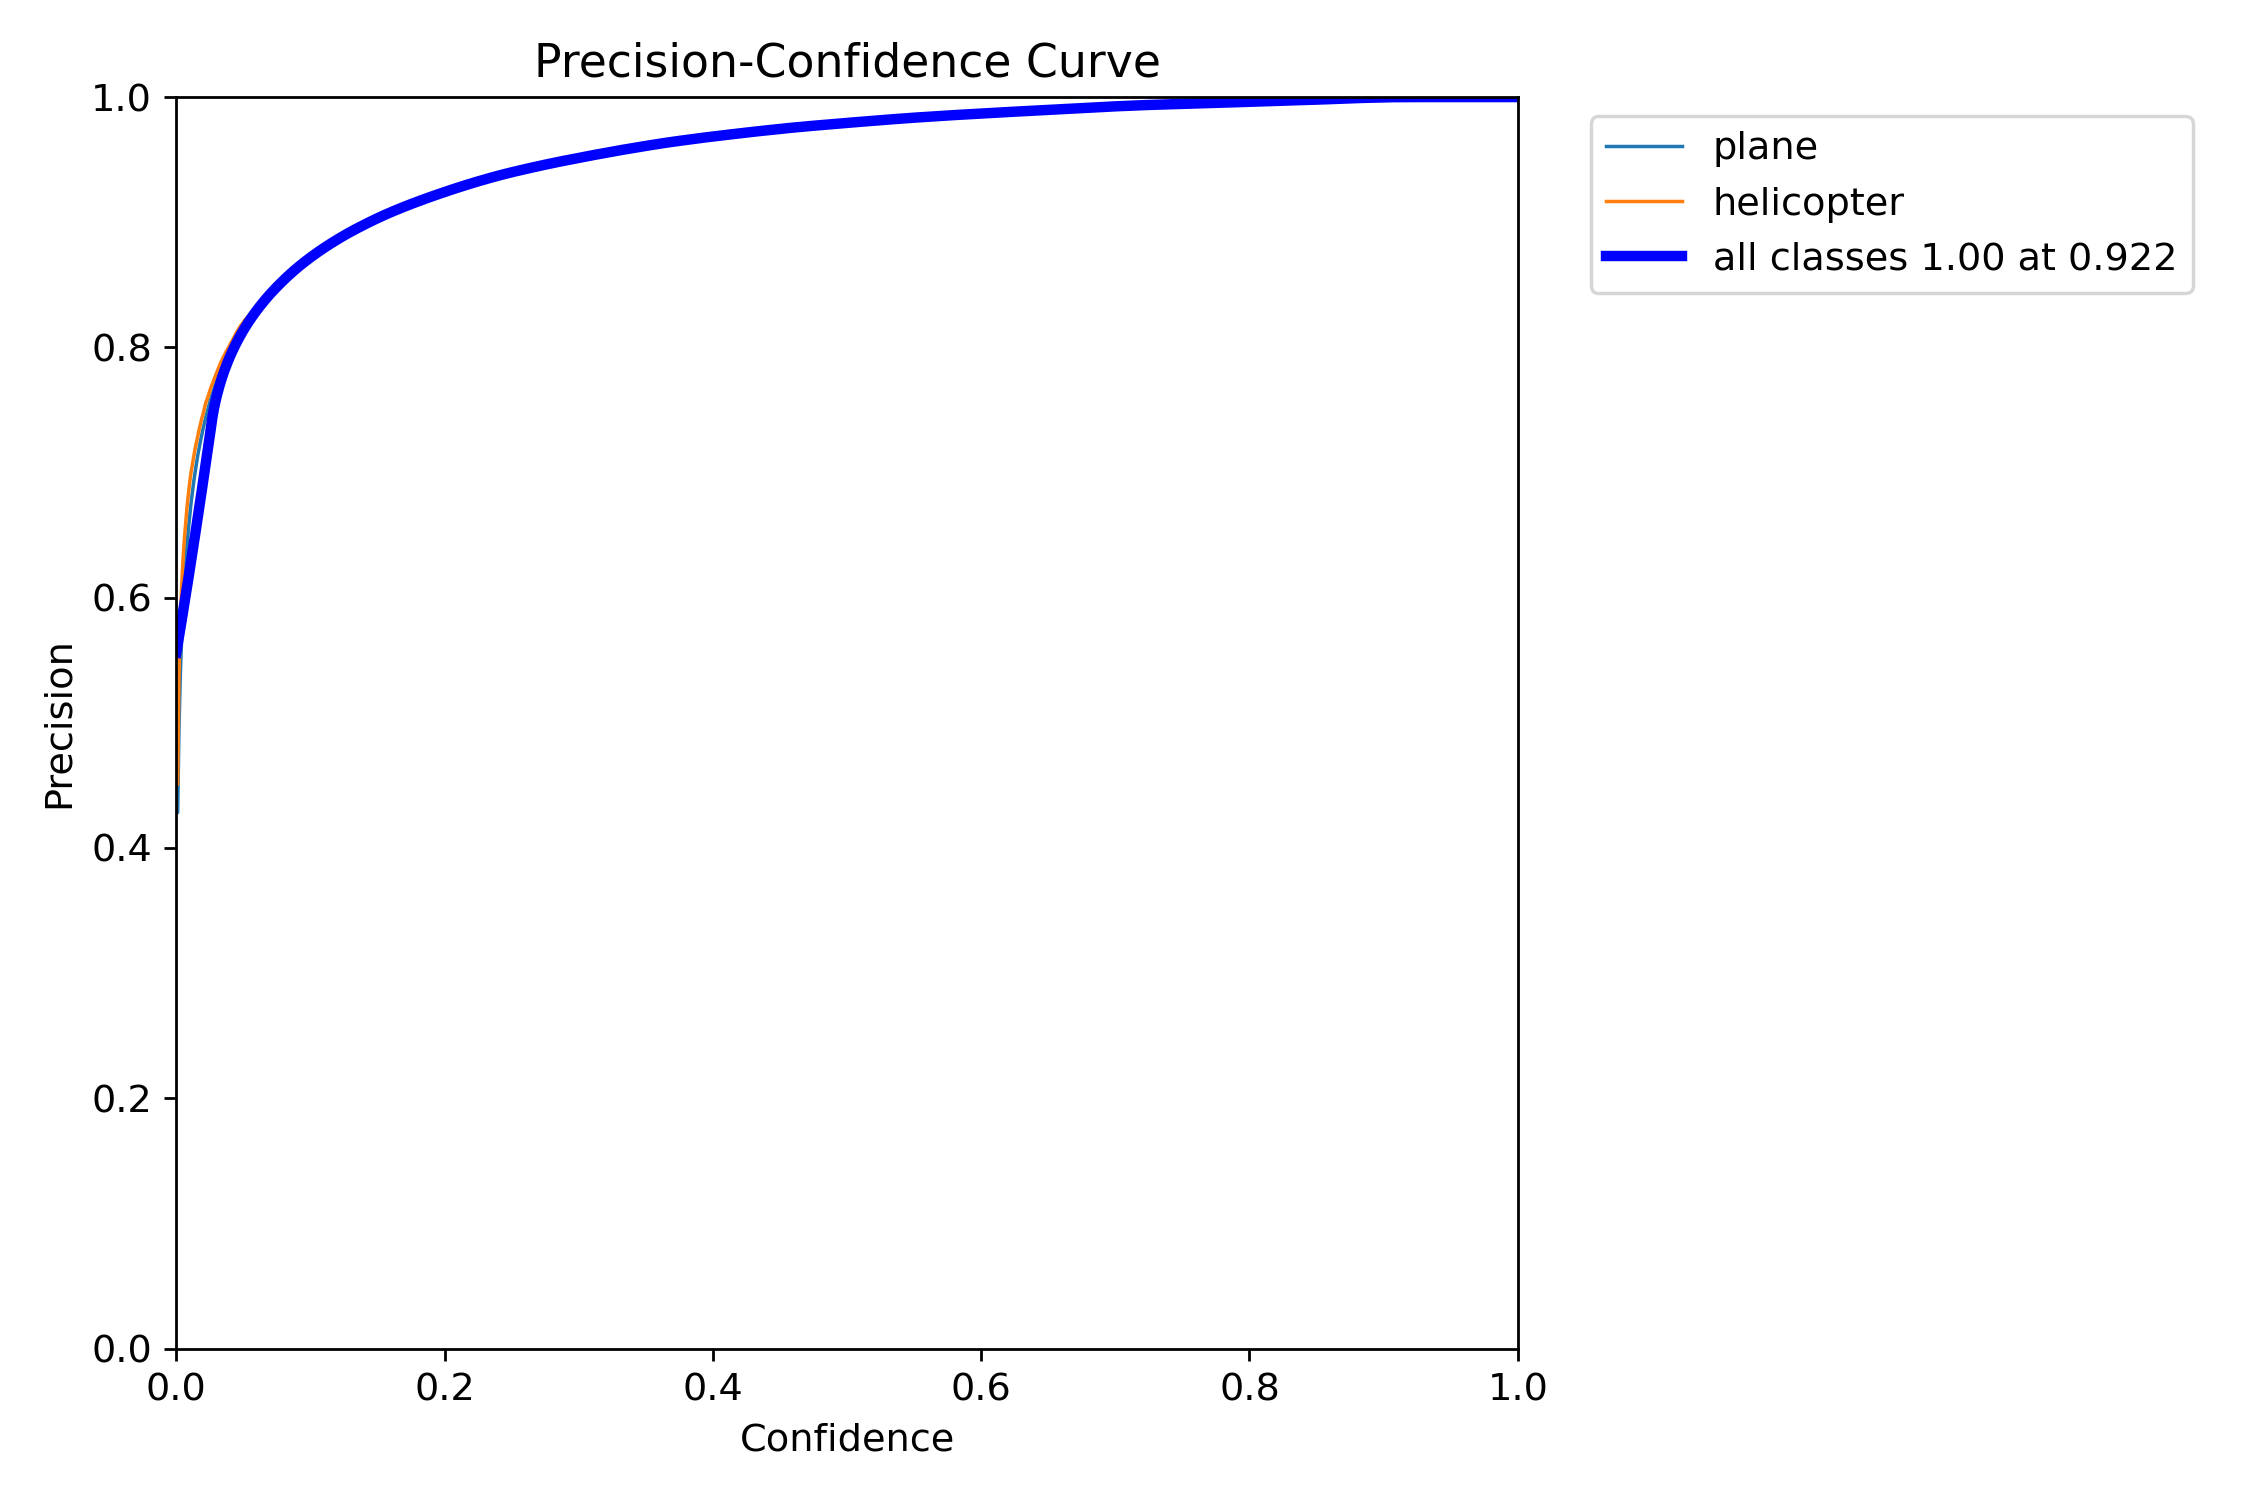 Precision-Confidence Curve
1.0
0.8
0.6
0.4
0.2
0.0
Precision
0.0 0.2 0.4 0.6 0.8 1.0
Confidence
plane
helicopter
all classes 1.00 at 0.922